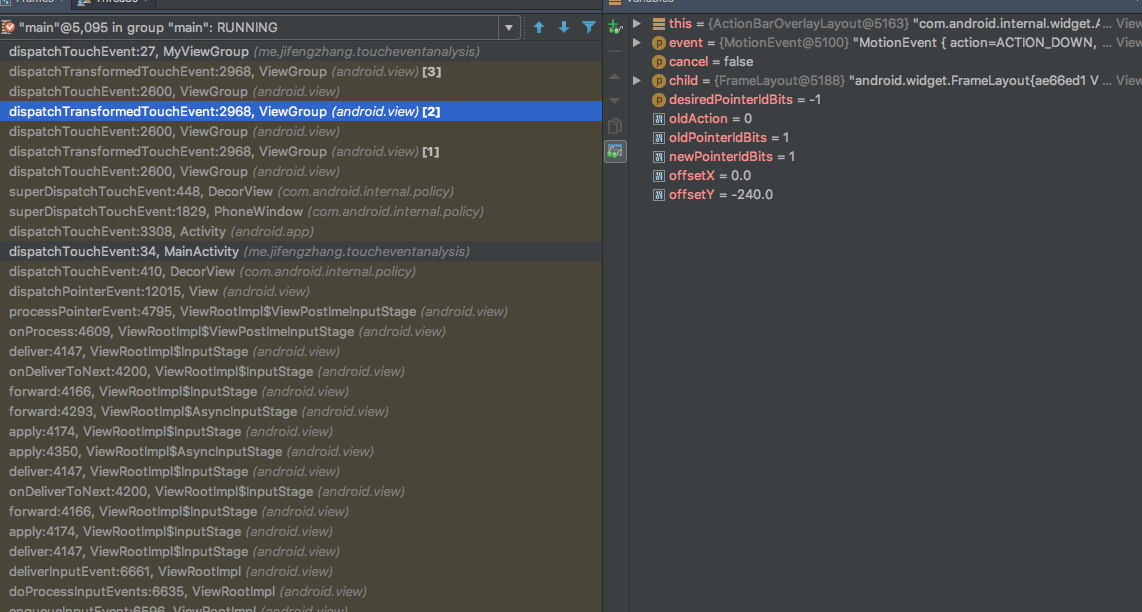 Frames
Threads
"main"@5,095 in group "main": RUNNING
dispatchTouchEvent:27, MyViewGroup (me.jifengzhang.toucheventanalysis)
dispatchTransformedTouchEvent:2968, ViewGroup (android.view) [3]
dispatchTouchEvent:2600, ViewGroup (android.view)
dispatchTransformedTouchEvent:2968, ViewGroup (android.view) [2]
dispatchTouchEvent:2600, ViewGroup (android.view)
dispatchTransformedTouchEvent:2968, ViewGroup (android.view) [1]
dispatchTouchEvent:2600, ViewGroup (android.view)
superDispatchTouchEvent:448, DecorView (com.android.internal.policy)
superDispatchTouchEvent:1829, PhoneWindow (com.android.internal.policy)
dispatchTouchEvent:3308, Activity (android.app)
dispatchTouchEvent:34, MainActivity (me.jifengzhang.toucheventanalysis)
dispatchTouchEvent:410, DecorView (com.android.internal.policy)
dispatchPointerEvent:12015, View (android.view)
processPointerEvent:4795, ViewRootImpl$ViewPostImeInputStage (android.view)
onProcess:4609, ViewRootImpl$ViewPostImeInputStage (android.view)
deliver:4147, ViewRootImpl$InputStage (android.view)
onDeliverToNext:4200, ViewRootImpl$InputStage (android.view)
forward:4166, ViewRootImpl$InputStage (android.view)
forward:4293, ViewRootImpl$AsyncInputStage (android.view)
apply:4174, ViewRootImpl$InputStage (android.view)
apply:4350, ViewRootImpl$AsyncInputStage (android.view)
deliver:4147, ViewRootImpl$InputStage (android.view)
onDeliverToNext:4200, ViewRootImpl$InputStage (android.view)
forward:4166, ViewRootImpl$InputStage (android.view)
apply:4174, ViewRootImpl$InputStage (android.view)
deliver:4147, ViewRootImpl$InputStage (android.view)
deliverInputEvent:6661, ViewRootImpl (android.view)
doProcessInputEvents:6635, ViewRootImpl (android.view)
enqueueInputEvent:6596, ViewRootImpl (android.view)
Variables
this = {ActionBarOverlayLayout@5163} "com.android.internal.widget.A... View
event = {MotionEvent@5100} "MotionEvent { action=ACTION_DOWN, ... View
cancel = false
child = {FrameLayout@5188} "android.widget.FrameLayout{ae66ed1 V ... View
desiredPointerIdBits = -1
oldAction = 0
oldPointerIdBits = 1
newPointerIdBits = 1
offsetX = 0.0
offsetY = -240.0